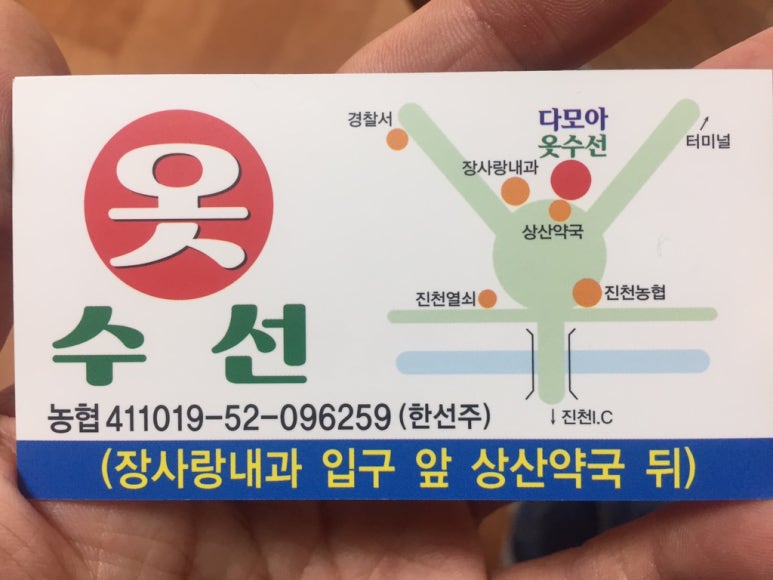 옷
수 선
농협 411019-52-096259 (한선주)
경찰서
다모아
옷수선
↗
터미널
장사랑내과
상산약국
진천열쇠
진천농협
↓진천I.C
(장사랑내과 입구 앞 상산약국 뒤)